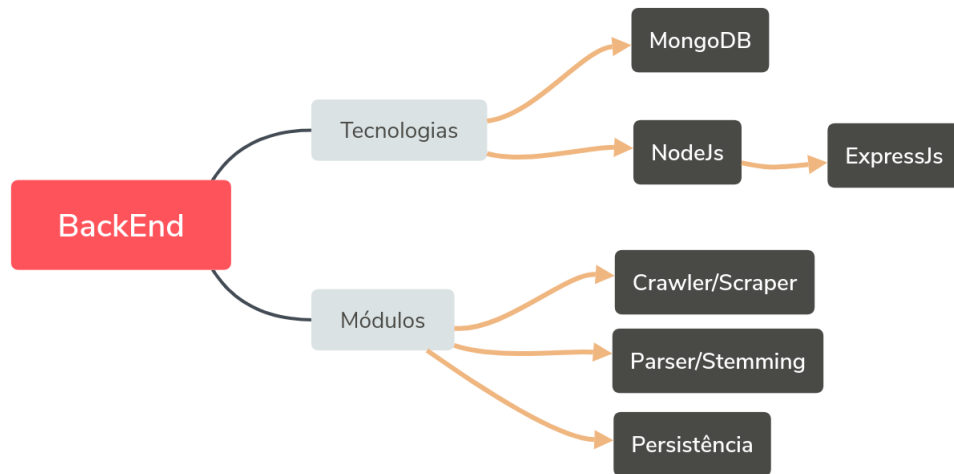 BackEnd
Tecnologias
MongoDB
NodeJs
ExpressJs
Módulos
Crawler/Scraper
Parser/Stemming
Persistência